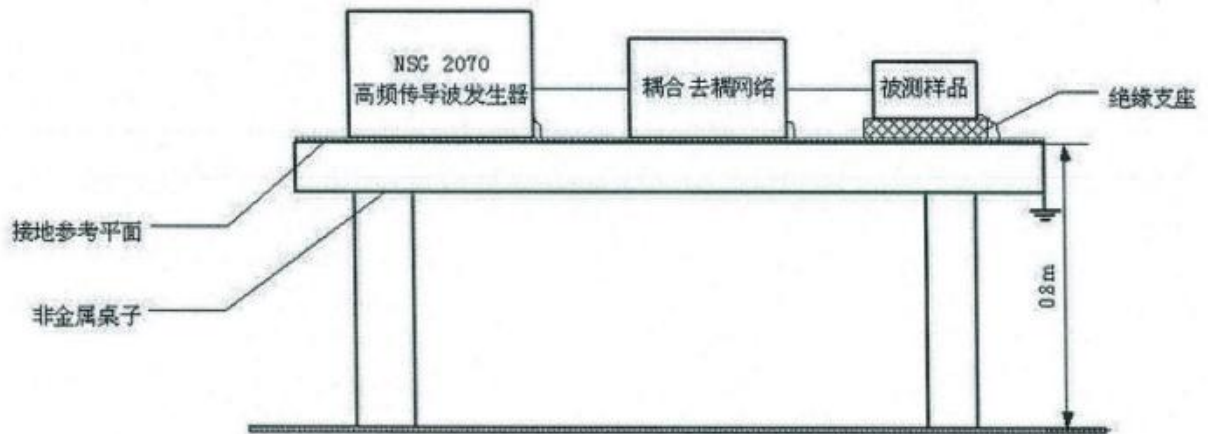 NSG 2070
高频传导波发生器
耦合去耦网络
被测样品
绝缘支座
接地参考平面
非金属桌子
0.8m